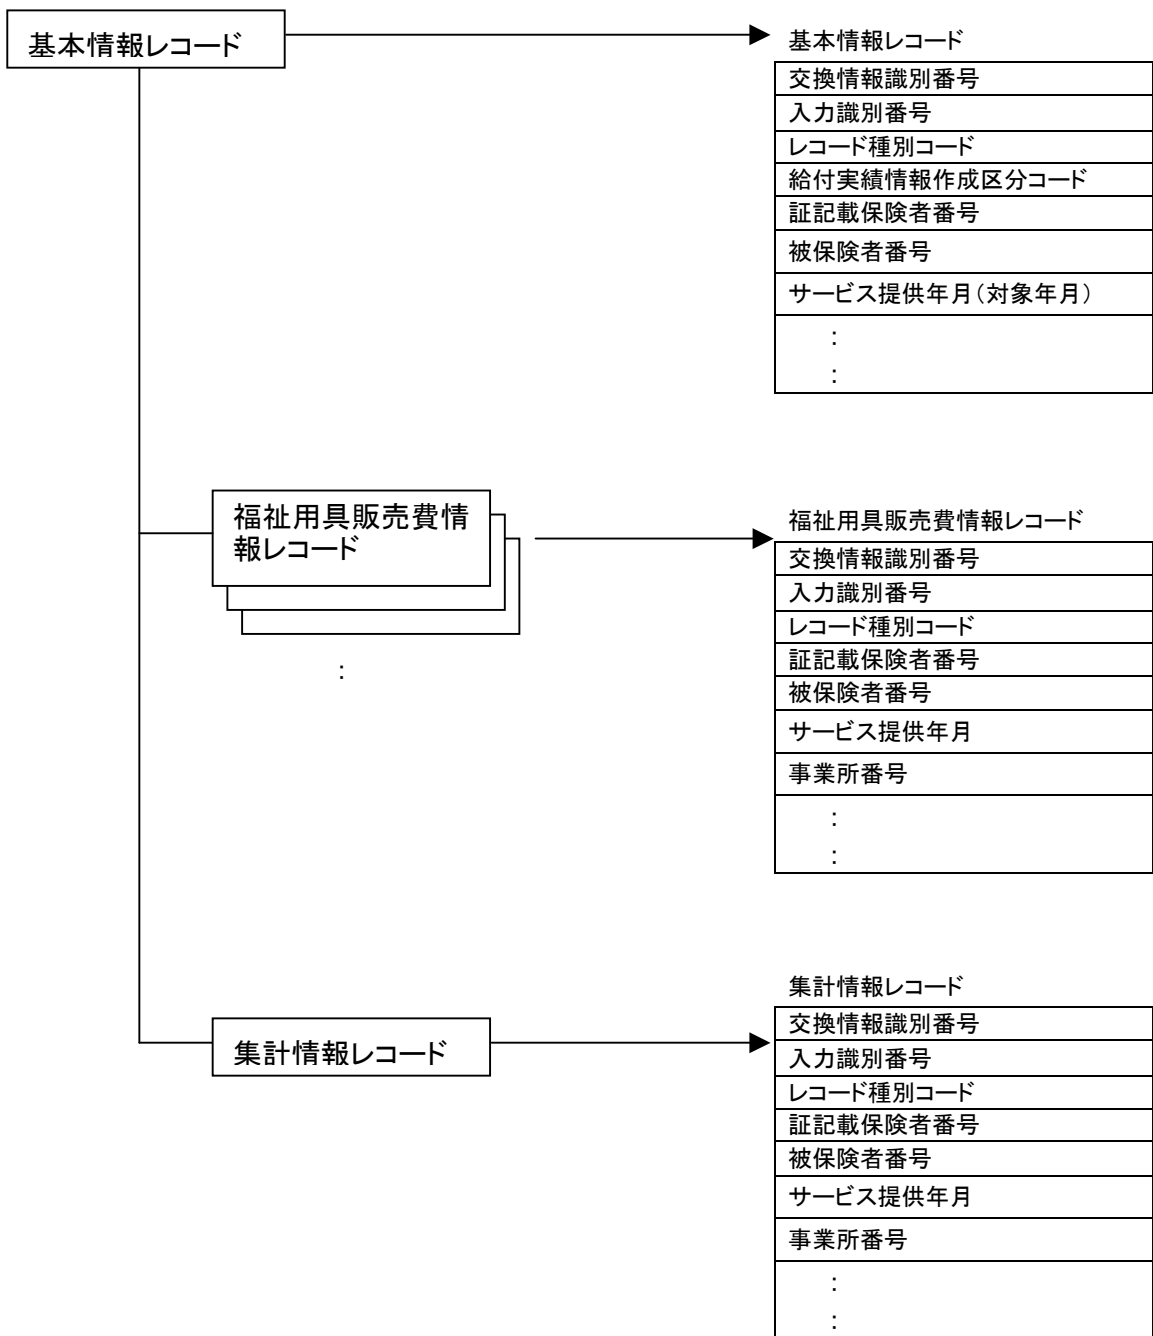 基本情報レコード
基本情報レコード
交換情報識別番号
入力識別番号
レコード種別コード
給付実績情報作成区分コード
証記載保険者番号
被保険者番号
サービス提供年月(対象年月)
:
:
福祉用具販売費情
報レコード
:
福祉用具販売費情報レコード
交換情報識別番号
入力識別番号
レコード種別コード
証記載保険者番号
被保険者番号
サービス提供年月
事業所番号
:
:
集計情報レコード
集計情報レコード
交換情報識別番号
入力識別番号
レコード種別コード
証記載保険者番号
被保険者番号
サービス提供年月
事業所番号
:
: